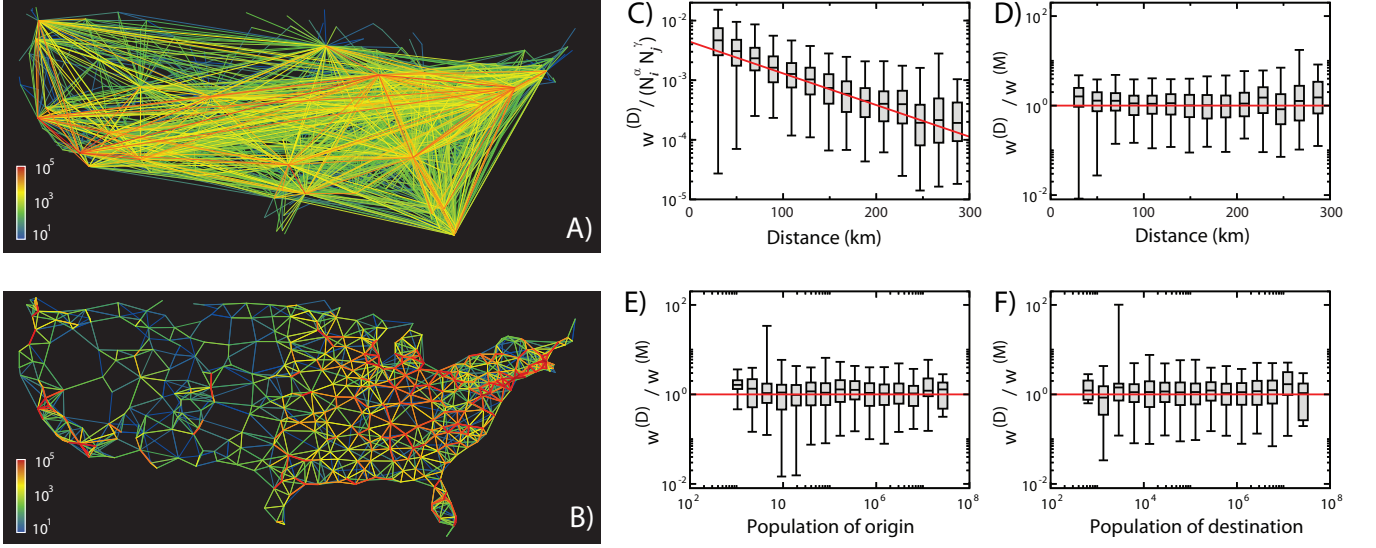 A)
10^5
10^3
10^1
B)
10^5
10^3
10^1
C)
w^(D) / (N_i^α N_j^γ)
10^-2
10^-3
10^-4
10^-5
0 100 200 300
Distance (km)
D)
w^(D) / w^(M)
10^2
10^0
10^-2
0 100 200 300
Distance (km)
E)
w^(D) / w^(M)
10^2
10^0
10^-2
10^2 10^4 10^6 10^8
Population of origin
F)
w^(D) / w^(M)
10^2
10^0
10^-2
10^2 10^4 10^6 10^8
Population of destination